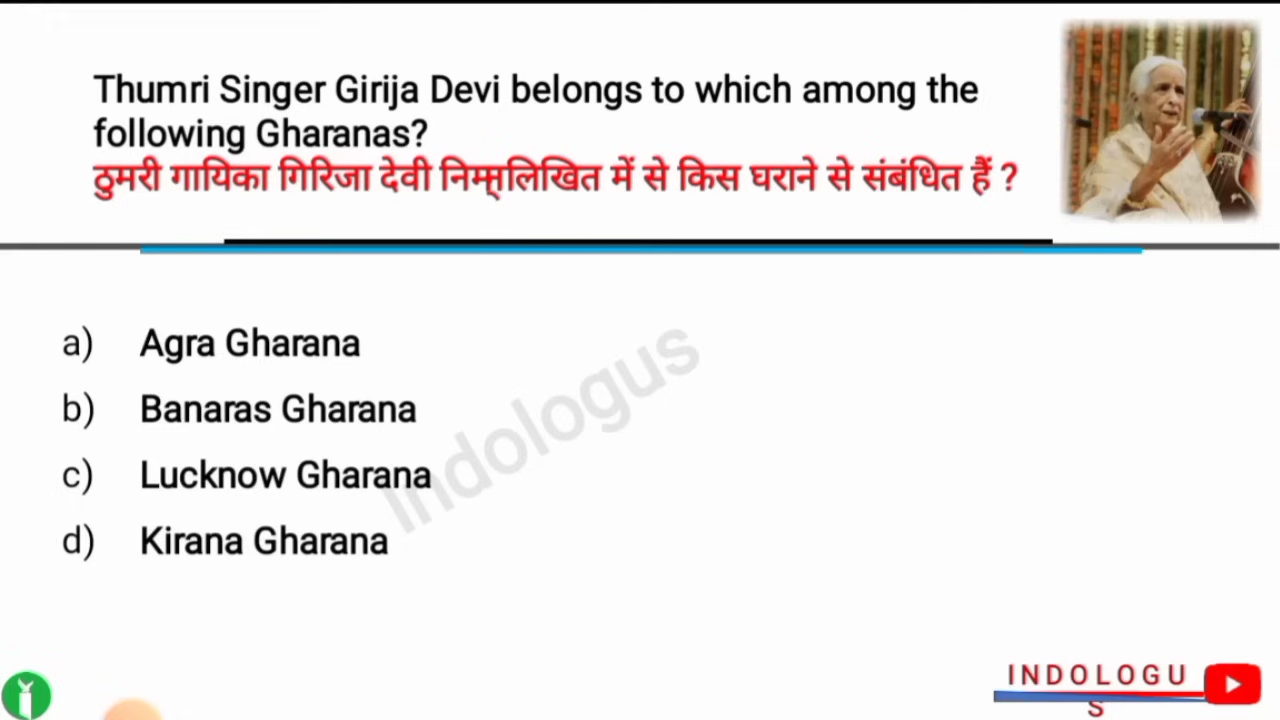 Thumri Singer Girija Devi belongs to which among the
following Gharanas?
ठुमरी गायिका गिरिजा देवी निम्म्नलिखित में से किस घराने से संबंधित हैं ?
a) Agra Gharana
b) Banaras Gharana
c) Lucknow Gharana
d) Kirana Gharana
Indologus
INDOLOGU
S